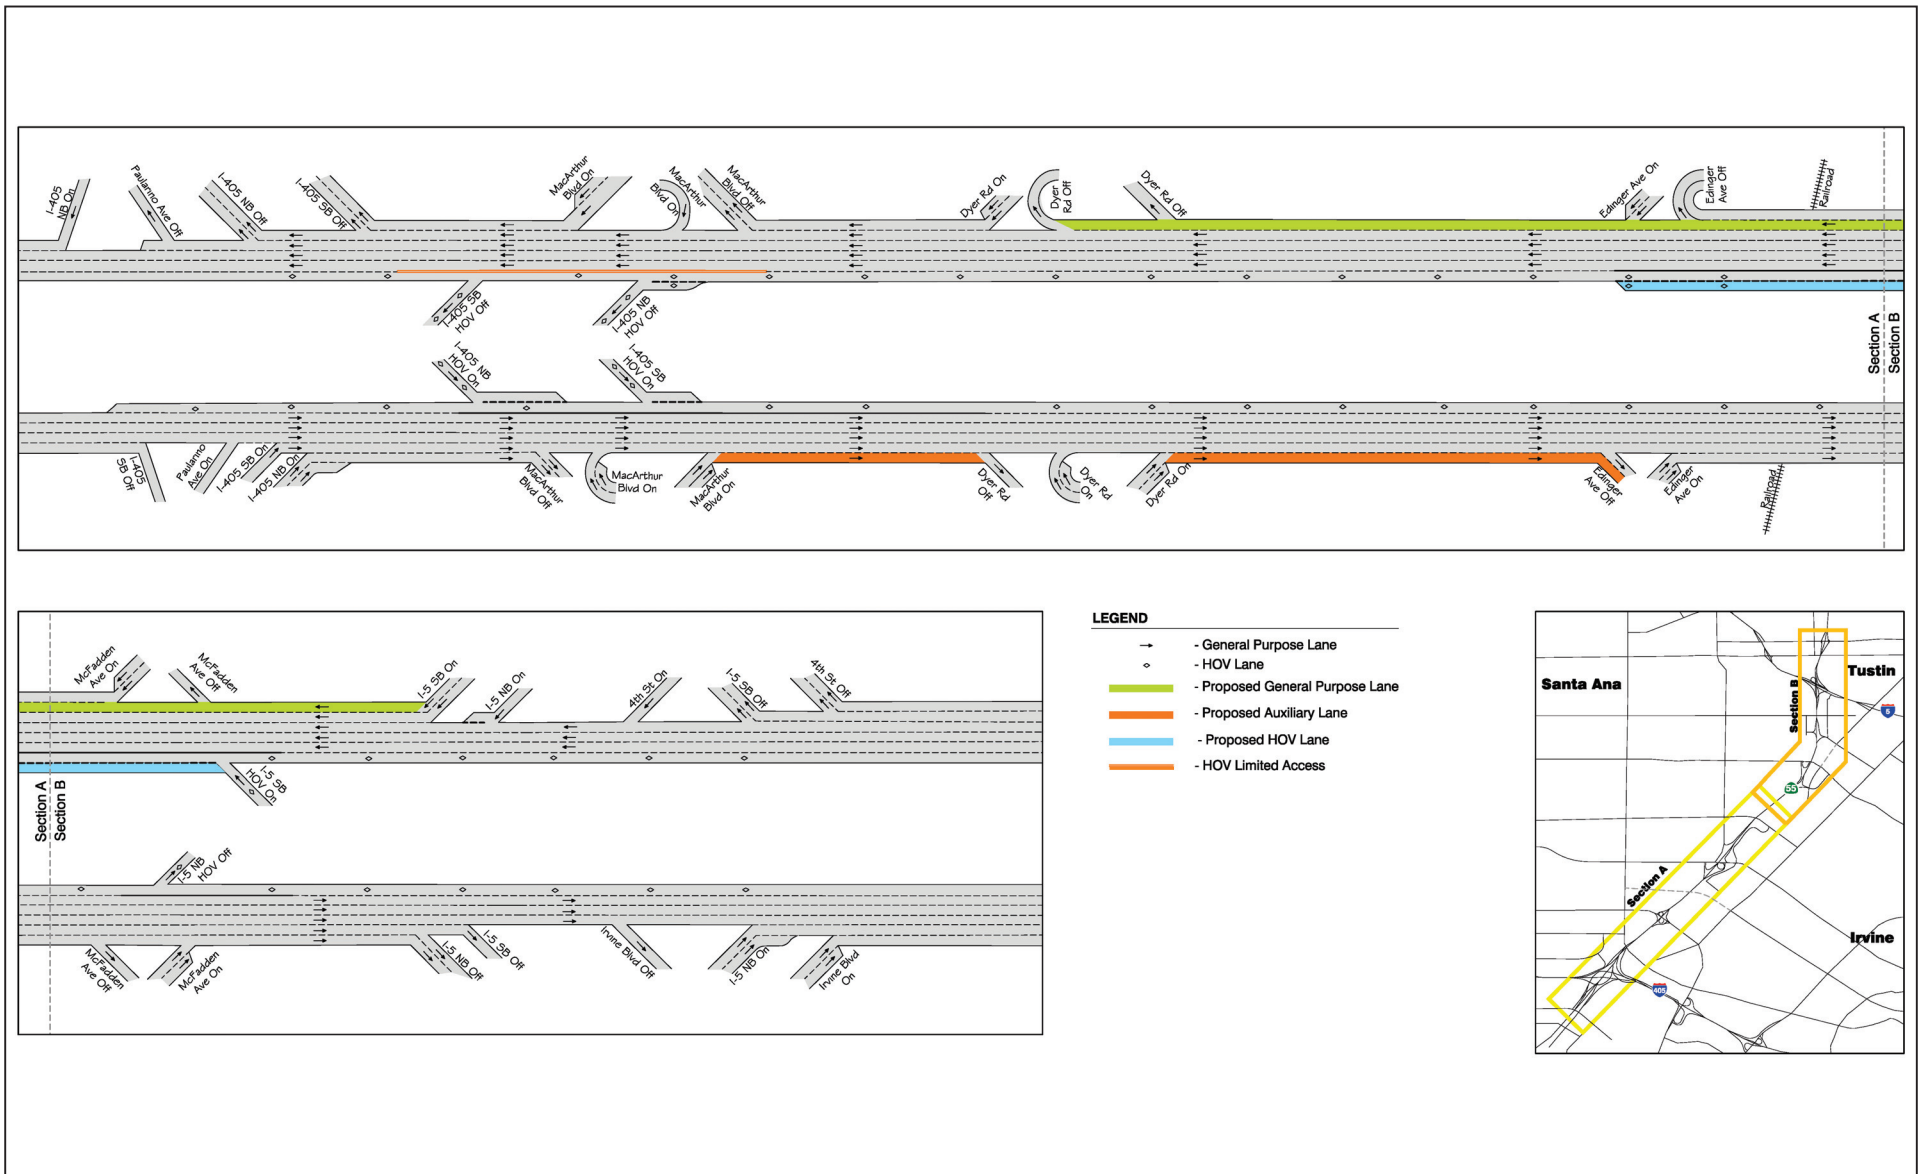 I-405
NB On
Paulanno Ave Off
I-405 NB Off
I-405 SB Off
MacArthur
Blvd On
MacArthur
Blvd On
MacArthur
Blvd Off
Dyer Rd On
Dyer
Rd Off
Dyer Rd Off
Edinger Ave On
Edinger
Ave Off
Railroad
I-405 SB
HOV Off
I-405 NB
HOV Off
Section A
Section B
I-405 NB
HOV On
I-405 SB
HOV On
I-405
SB Off
Paulanno
Ave On
I-405 SB On
I-405 NB On
MacArthur
Blvd Off
MacArthur
Blvd On
MacArthur
Blvd On
Dyer Rd
Off
Dyer Rd
On
Dyer Rd On
Edinger
Ave Off
Edinger
Ave On
Railroad
McFadden
Ave On
McFadden
Ave Off
I-5 SB On
I-5 NB On
4th St On
I-5 SB Off
4th St Off
I-5 SB
HOV On
Section A
Section B
I-5 NB
HOV Off
McFadden
Ave Off
McFadden
Ave On
I-5 NB Off
I-5 SB Off
Irvine Blvd Off
I-5 NB On
Irvine Blvd
On
LEGEND
- General Purpose Lane
- HOV Lane
- Proposed General Purpose Lane
- Proposed Auxiliary Lane
- Proposed HOV Lane
- HOV Limited Access
Santa Ana
Tustin
Section B
5
55
Section A
Irvine
405